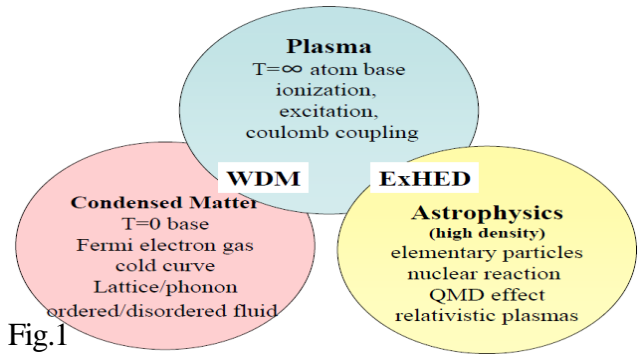 Plasma
T=∞ atom base
ionization,
excitation,
coulomb coupling
WDM
ExHED
Condensed Matter
T=0 base
Fermi electron gas
cold curve
Lattice/phonon
ordered/disordered fluid
Astrophysics
(high density)
elementary particles
nuclear reaction
QMD effect
relativistic plasmas
Fig.1